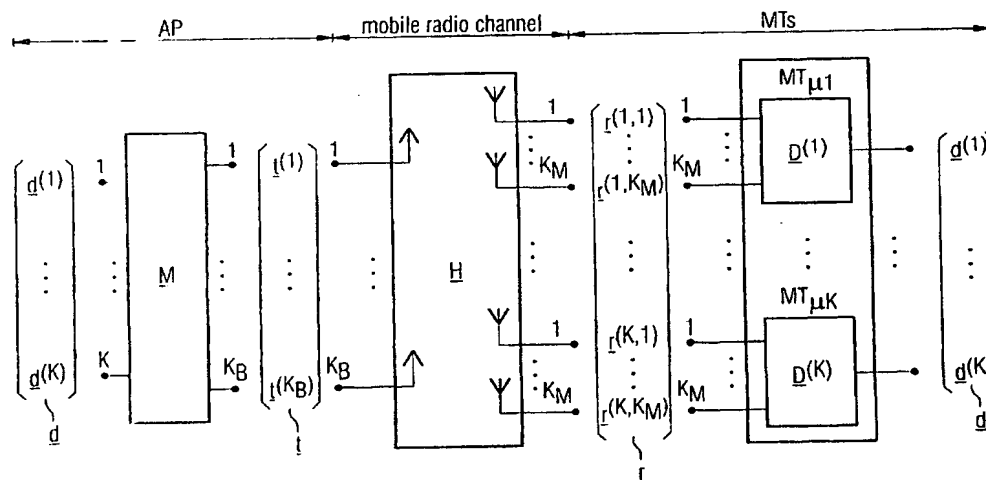 AP mobile radio channel MTs
MTμ1
1 1 1 1 r(1,1) 1
d(1) t(1) D(1) d(1)
KM r(1,KM) KM
M H
MTμK
1 r(K,1) 1
d(K) K KB t(KB) KB D(K) d(K
KM r(K,KM) KM
d t r d